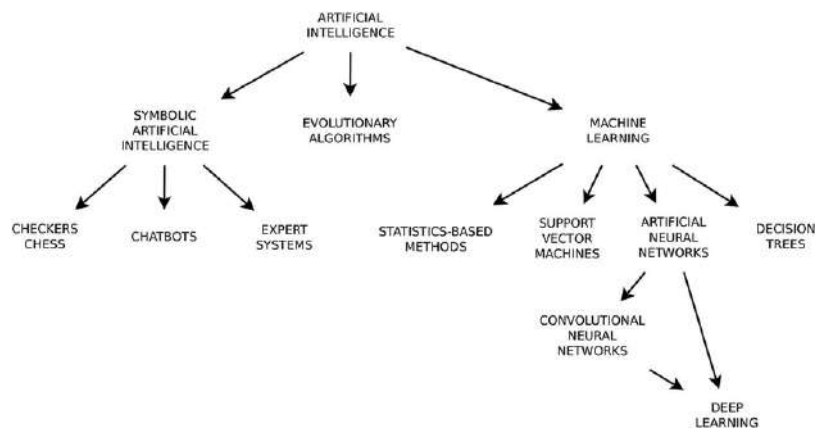 ARTIFICIAL
INTELLIGENCE
SYMBOLIC
ARTIFICIAL
INTELLIGENCE
EVOLUTIONARY
ALGORITHMS
MACHINE
LEARNING
CHECKERS
CHESS
CHATBOTS
EXPERT
SYSTEMS
STATISTICS-BASED
METHODS
SUPPORT
VECTOR
MACHINES
ARTIFICIAL
NEURAL
NETWORKS
DECISION
TREES
CONVOLUTIONAL
NEURAL
NETWORKS
DEEP
LEARNING